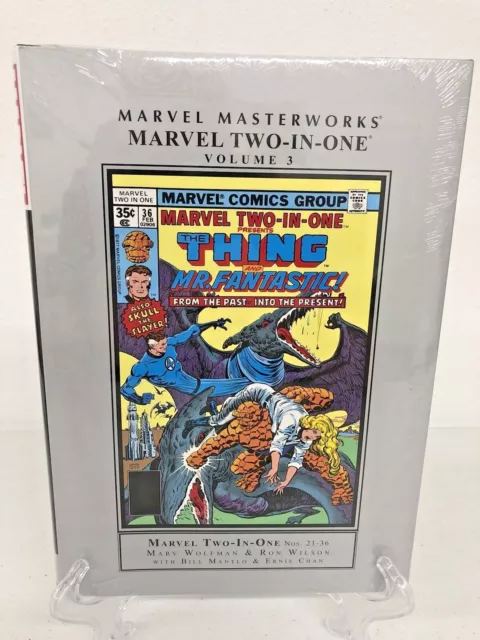 MARVEL MASTERWORKS®
MARVEL TWO-IN-ONE®
VOLUME 3
MARVEL
TWO IN ONE
35¢
36
FEB
02906
MARVEL® COMICS GROUP
MARVEL TWO-IN-ONE™
PRESENTS
THE THING
AND
MR. FANTASTIC!
FROM THE PAST: INTO THE PRESENT!
ALSO
SKULL
THE
SLAYER!
MARVEL TWO-IN-ONE NOS. 21-36
MARV WOLFMAN & RON WILSON
WITH BILL MANTLO & ERNIE CHAN